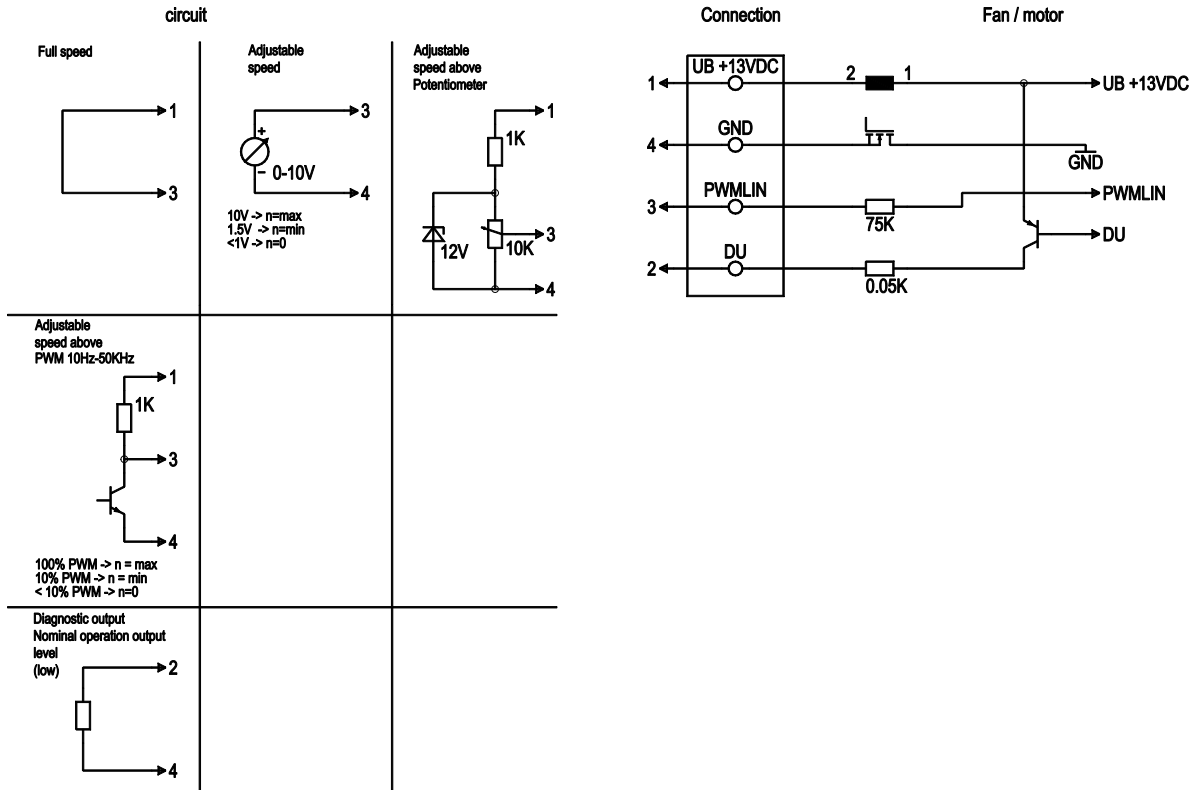 circuit
Full speed
1
3
Adjustable
speed
3
+
- 0-10V
4
10V -> n=max
1.5V -> n=min
<1V -> n=0
Adjustable
speed above
Potentiometer
1
1K
3
12V
10K
4
Adjustable
speed above
PWM 10Hz-50KHz
1
1K
3
4
100% PWM -> n = max
10% PWM -> n = min
< 10% PWM -> n=0
Diagnostic output
Nominal operation output
level
(low)
2
4
Connection
Fan / motor
1
UB +13VDC
2
1
UB +13VDC
4
GND
GND
3
PWMLIN
75K
PWMLIN
2
DU
0.05K
DU